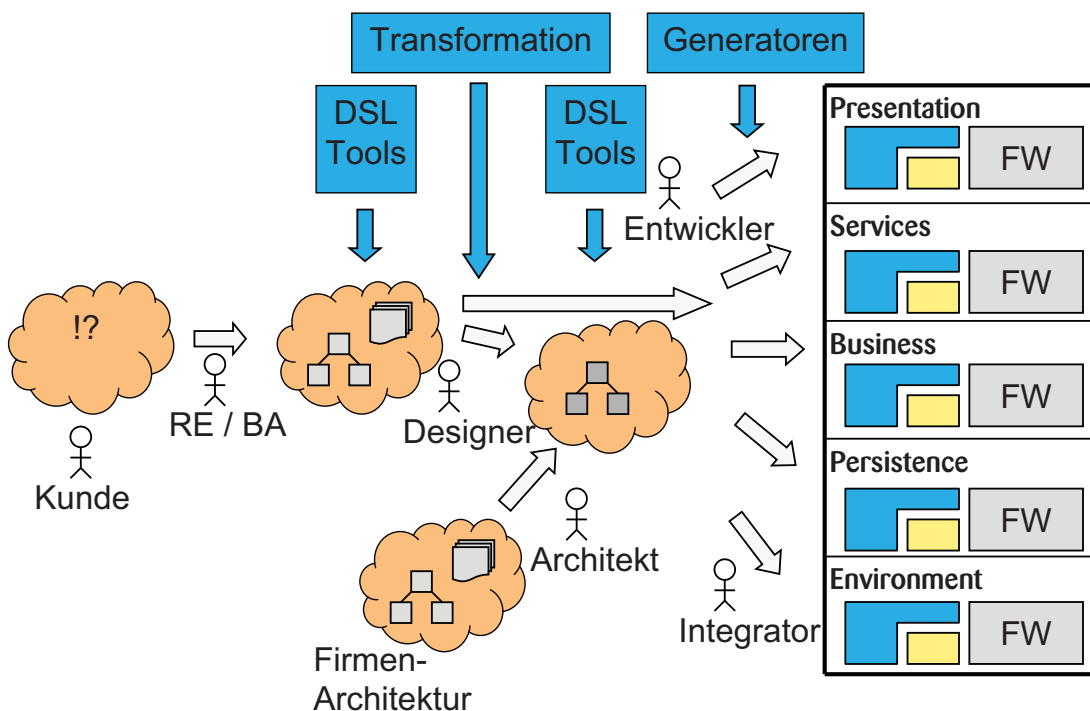 Transformation
Generatoren
DSL
Tools
DSL
Tools
Presentation
FW
Entwickler
Services
FW
!?
RE / BA
Kunde
Designer
Business
FW
Architekt
Persistence
FW
Integrator
Environment
FW
Firmen-
Architektur